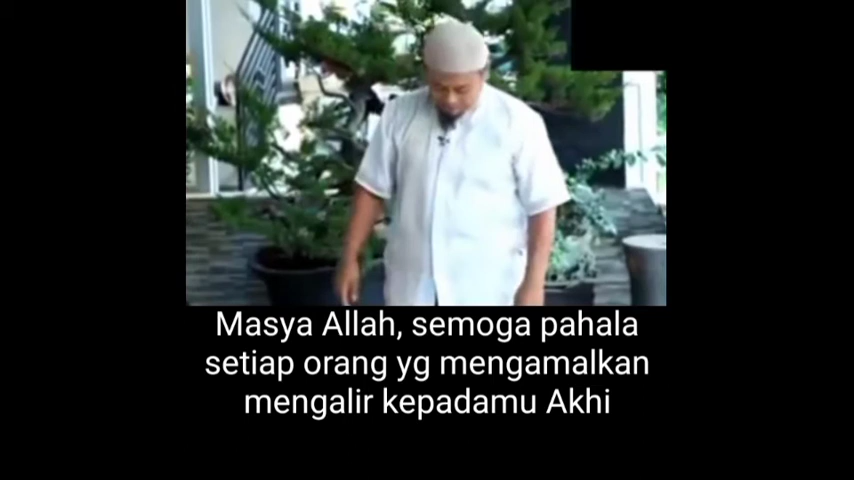 Masya Allah, semoga pahala
setiap orang yg mengamalkan
mengalir kepadamu Akhi